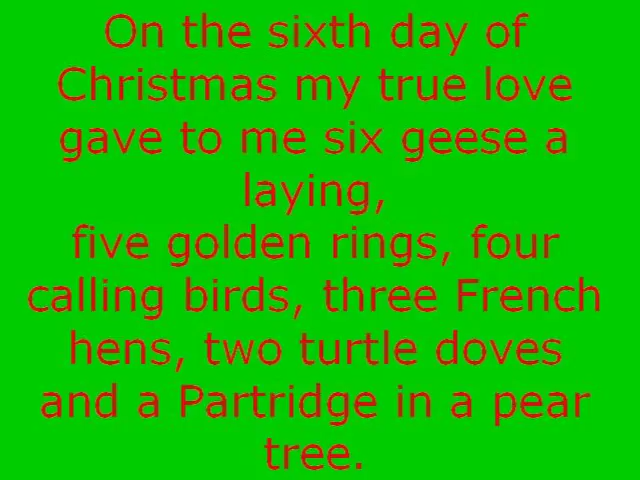 On the sixth day of
Christmas my true love
gave to me six geese a
laying,
five golden rings, four
calling birds, three French
hens, two turtle doves
and a Partridge in a pear
tree.